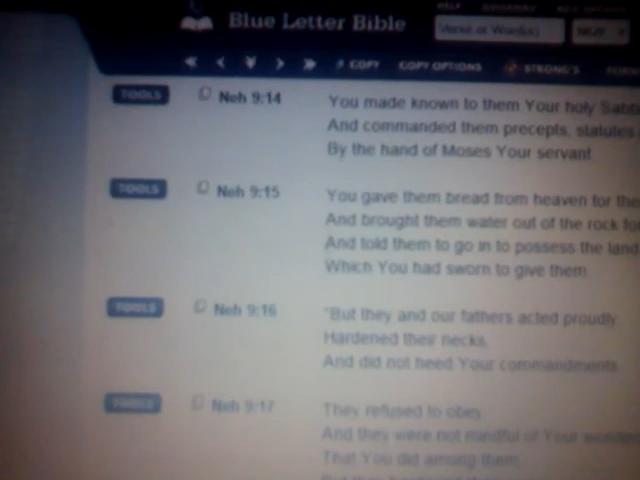 HELP
Blue Letter Bible
Verse or Word(s)
NKJV
COPY COPY OPTIONS STRONG'S
TOOLS Neh 9:14 You made known to them Your holy Sabb
And commanded them precepts, statutes
By the hand of Moses Your servant
TOOLS Neh 9:15 You gave them bread from heaven for the
And brought them water out of the rock fo
And told them to go in to possess the land
Which You had sworn to give them
TOOLS Neh 9:16 "But they and our fathers acted proudly
Hardened their necks,
And did not heed Your commandments
TOOLS Neh 9:17 They refused to obey
And they were not mindful of Your wonders
That You did among them